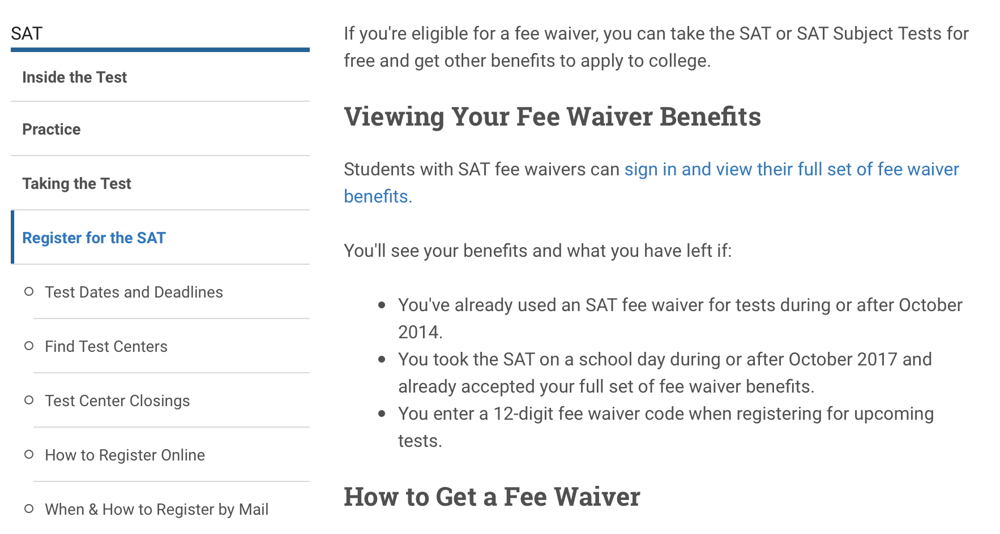 SAT
Inside the Test
Practice
Taking the Test
Register for the SAT
Test Dates and Deadlines
Find Test Centers
Test Center Closings
How to Register Online
When & How to Register by Mail
If you're eligible for a fee waiver, you can take the SAT or SAT Subject Tests for
free and get other benefits to apply to college.
Viewing Your Fee Waiver Benefits
Students with SAT fee waivers can sign in and view their full set of fee waiver
benefits.
You'll see your benefits and what you have left if:
You've already used an SAT fee waiver for tests during or after October
2014.
You took the SAT on a school day during or after October 2017 and
already accepted your full set of fee waiver benefits.
You enter a 12-digit fee waiver code when registering for upcoming
tests.
How to Get a Fee Waiver